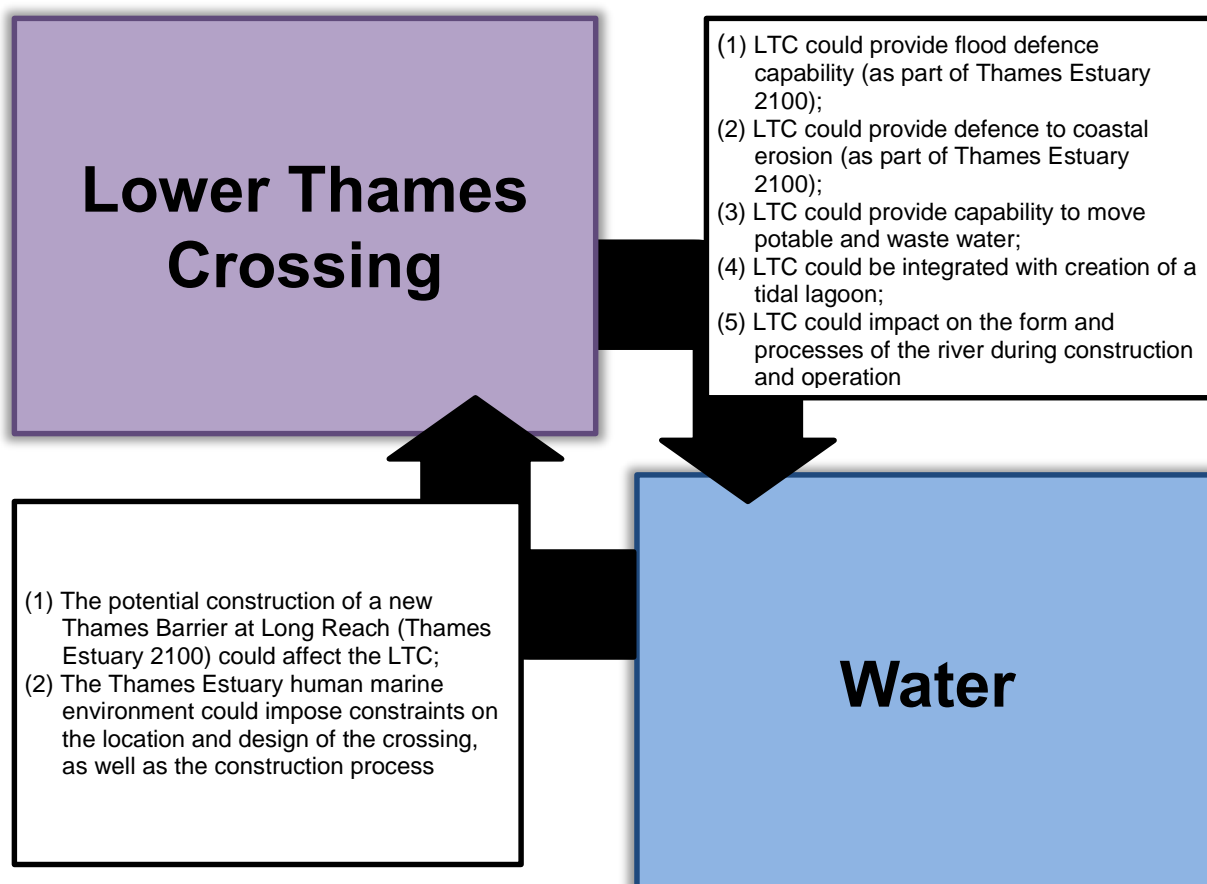 Lower Thames
Crossing
(1) LTC could provide flood defence
capability (as part of Thames Estuary
2100);
(2) LTC could provide defence to coastal
erosion (as part of Thames Estuary
2100);
(3) LTC could provide capability to move
potable and waste water;
(4) LTC could be integrated with creation of a
tidal lagoon;
(5) LTC could impact on the form and
processes of the river during construction
and operation
(1) The potential construction of a new
Thames Barrier at Long Reach (Thames
Estuary 2100) could affect the LTC;
(2) The Thames Estuary human marine
environment could impose constraints on
the location and design of the crossing,
as well as the construction process
Water